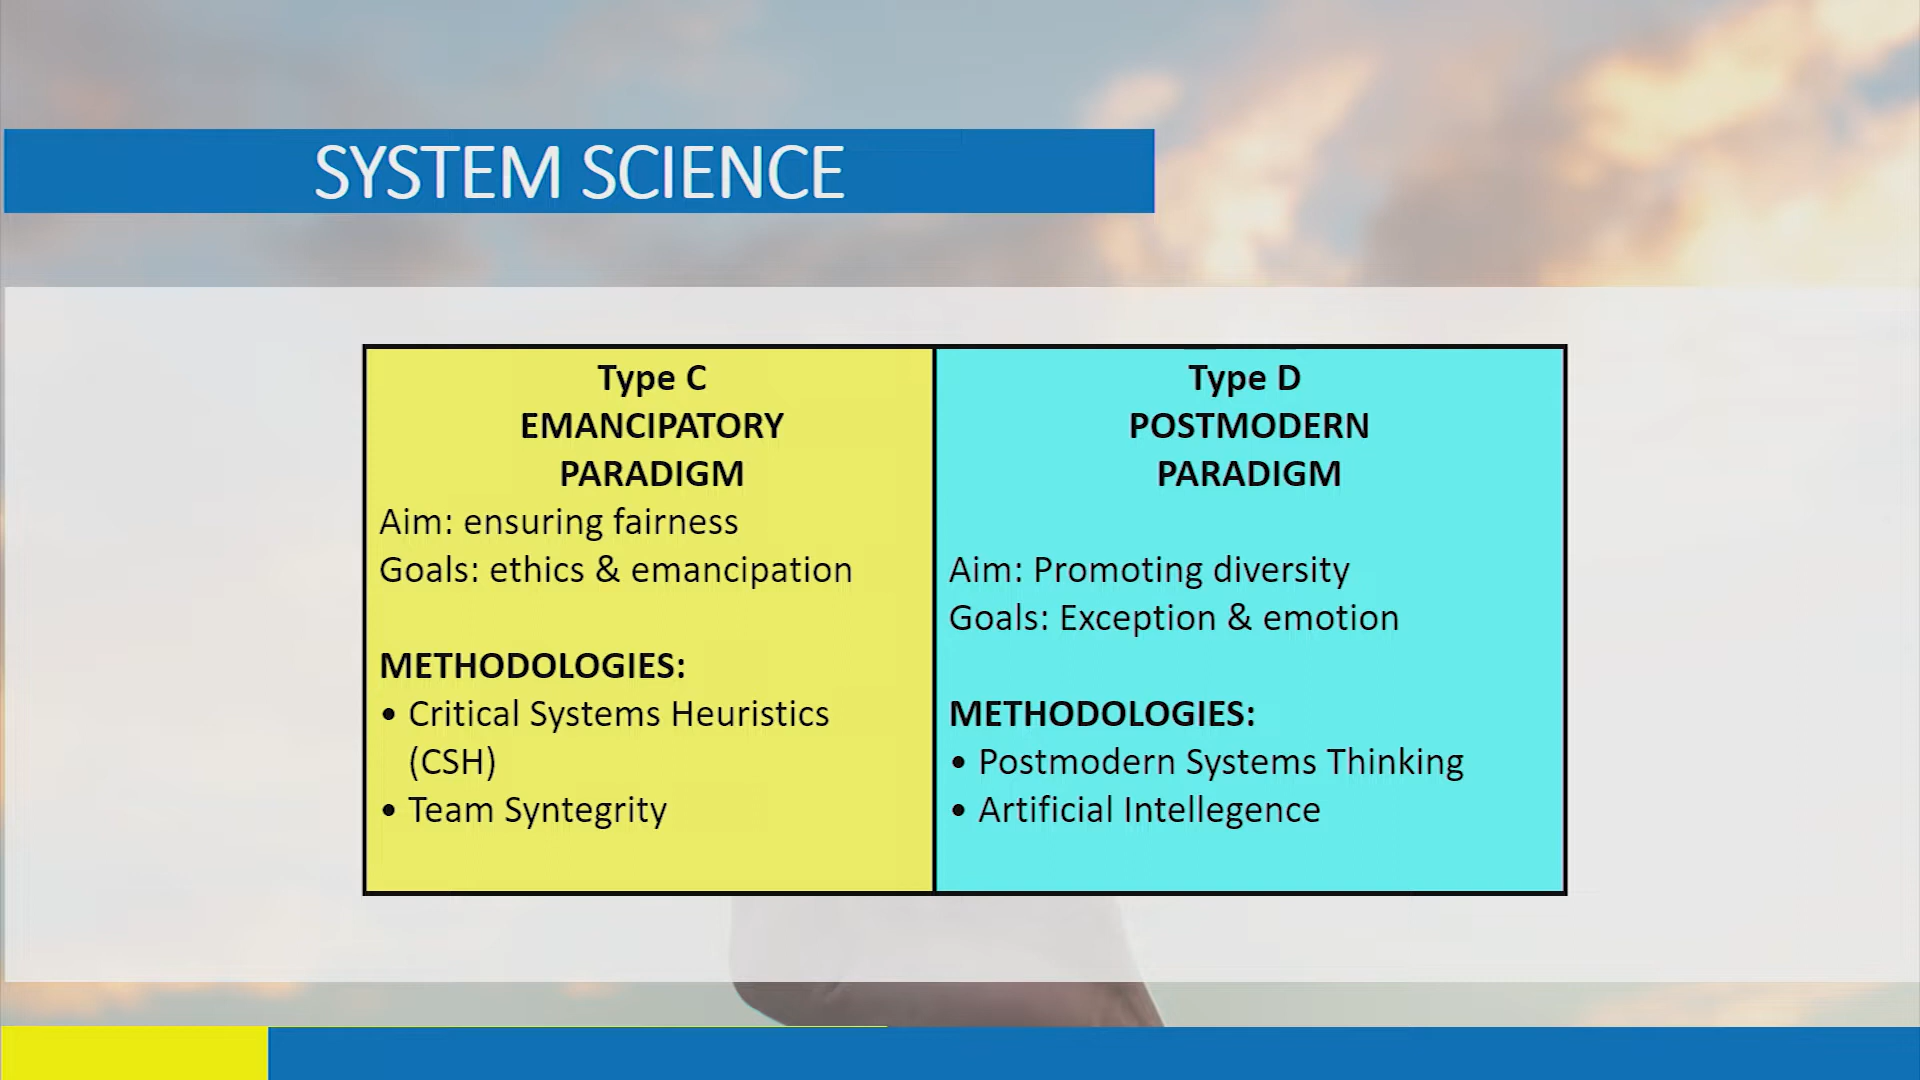 SYSTEM SCIENCE
Type C
EMANCIPATORY
PARADIGM
Aim: ensuring fairness
Goals: ethics & emancipation
METHODOLOGIES:
• Critical Systems Heuristics
(CSH)
• Team Syntegrity
Type D
POSTMODERN
PARADIGM
Aim: Promoting diversity
Goals: Exception & emotion
METHODOLOGIES:
• Postmodern Systems Thinking
• Artificial Intellegence